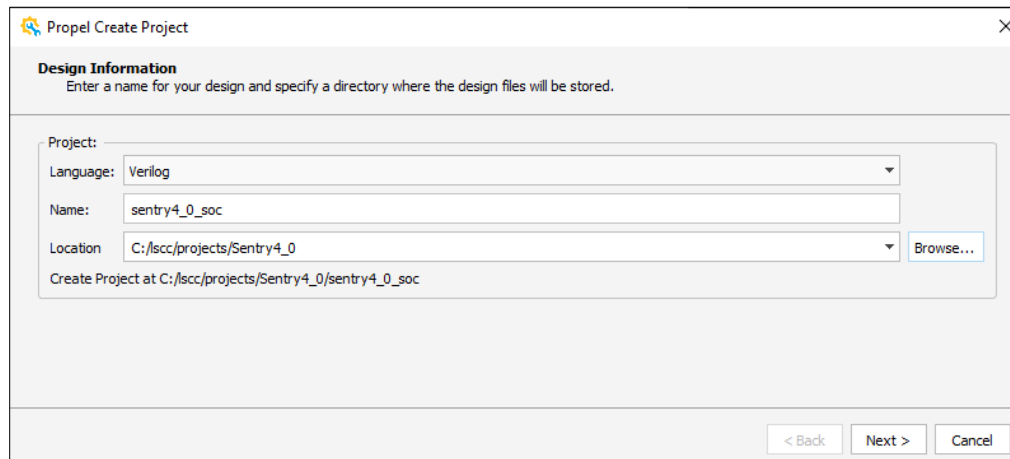 Propel Create Project
Design Information
Enter a name for your design and specify a directory where the design files will be stored.
Project:
Language: Verilog
Name: sentry4_0_soc
Location C:/lscc/projects/Sentry4_0 Browse...
Create Project at C:/lscc/projects/Sentry4_0/sentry4_0_soc
< Back Next > Cancel